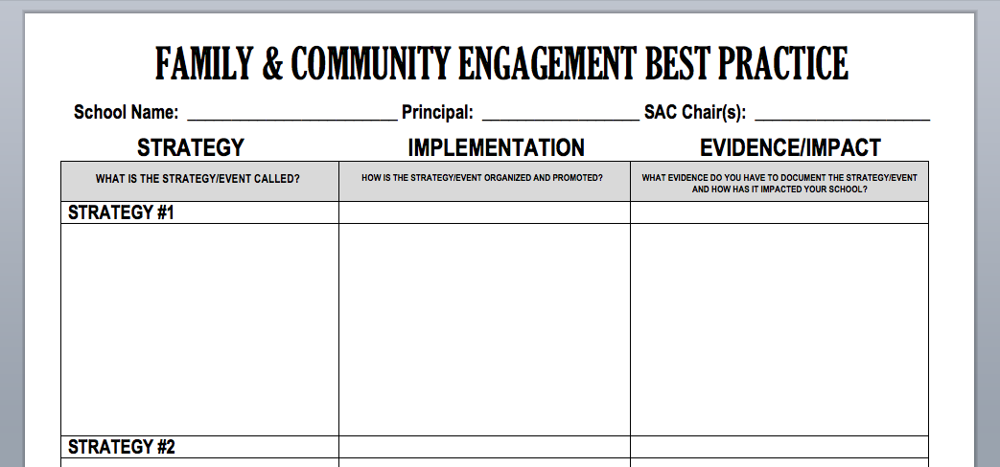 FAMILY & COMMUNITY ENGAGEMENT BEST PRACTICE
School Name: ______________________ Principal: ________________ SAC Chair(s): __________________
STRATEGY IMPLEMENTATION EVIDENCE/IMPACT
WHAT IS THE STRATEGY/EVENT CALLED? HOW IS THE STRATEGY/EVENT ORGANIZED AND PROMOTED? WHAT EVIDENCE DO YOU HAVE TO DOCUMENT THE STRATEGY/EVENT
AND HOW HAS IT IMPACTED YOUR SCHOOL?
STRATEGY #1
STRATEGY #2